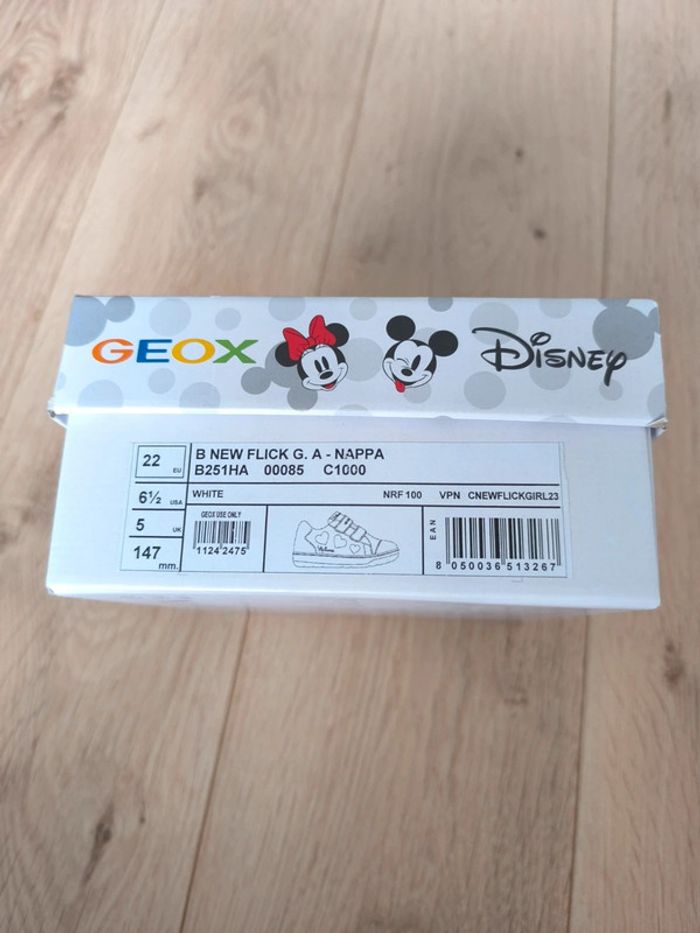 GEOX
Disney
22 EU
6½ USA
5 UK
147 mm.
B NEW FLICK G. A - NAPPA
B251HA 00085 C1000
WHITE NRF 100 VPN CNEWFLICKGIRL23
GEOX USE ONLY
1124 2475
EAN
8 050036 513267